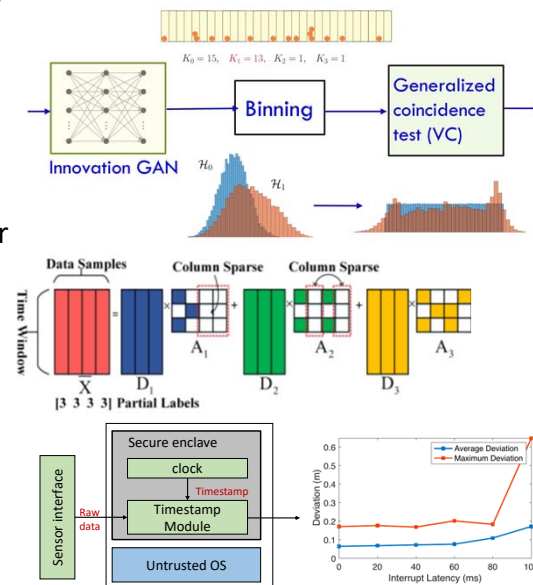 K₀ = 15, K₁ = 13, K₂ = 1, K₃ = 1
Innovation GAN
Binning
Generalized
coincidence
test (VC)
H₀
H₁
r
Data Samples
Time Window
Column Sparse
Column Sparse
= × + × + ×
X D₁ A₁ D₂ A₂ D₃ A₃
[3 3 3 3] Partial Labels
Sensor interface
Raw
data
Secure enclave
clock
Timestamp
Timestamp
Module
Untrusted OS
Average Deviation
Maximum Deviation
Deviation (m)
0.6
0.5
0.4
0.3
0.2
0.1
0
0 20 40 60 80 100
Interrupt Latency (ms)